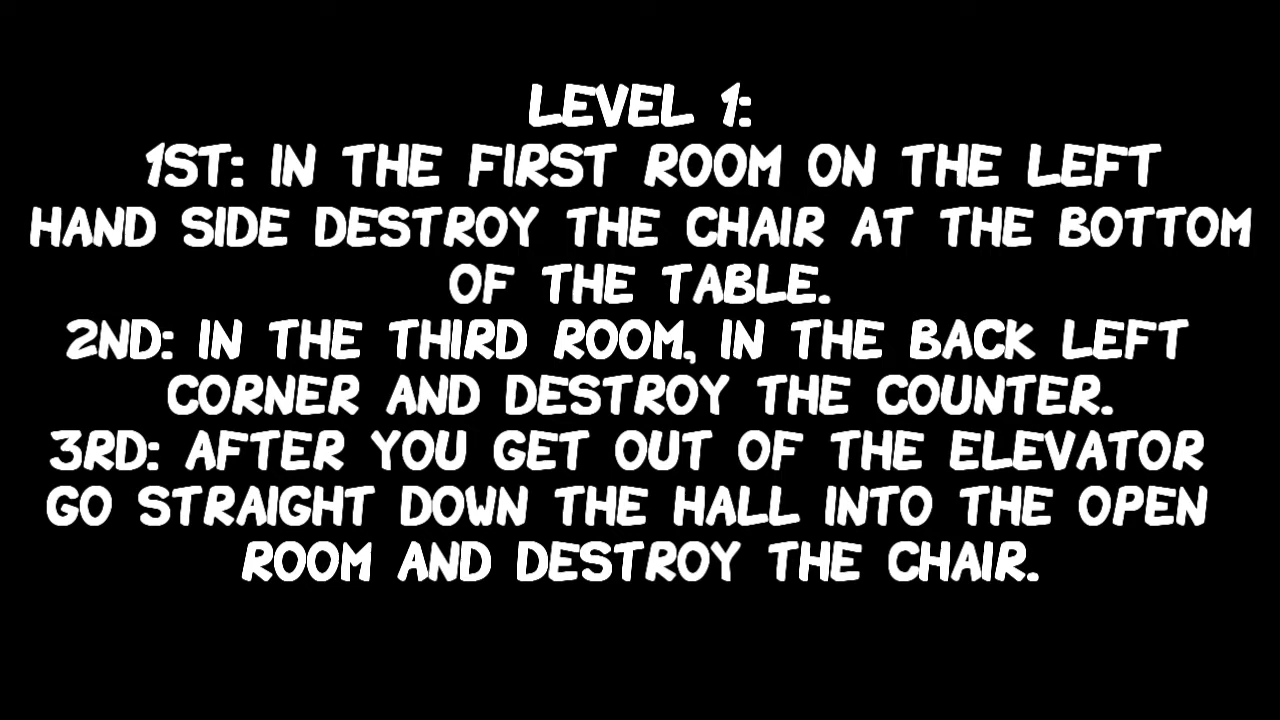 LEVEL 1:
1ST: IN THE FIRST ROOM ON THE LEFT
HAND SIDE DESTROY THE CHAIR AT THE BOTTOM
OF THE TABLE.
2ND: IN THE THIRD ROOM, IN THE BACK LEFT
CORNER AND DESTROY THE COUNTER.
3RD: AFTER YOU GET OUT OF THE ELEVATOR
GO STRAIGHT DOWN THE HALL INTO THE OPEN
ROOM AND DESTROY THE CHAIR.